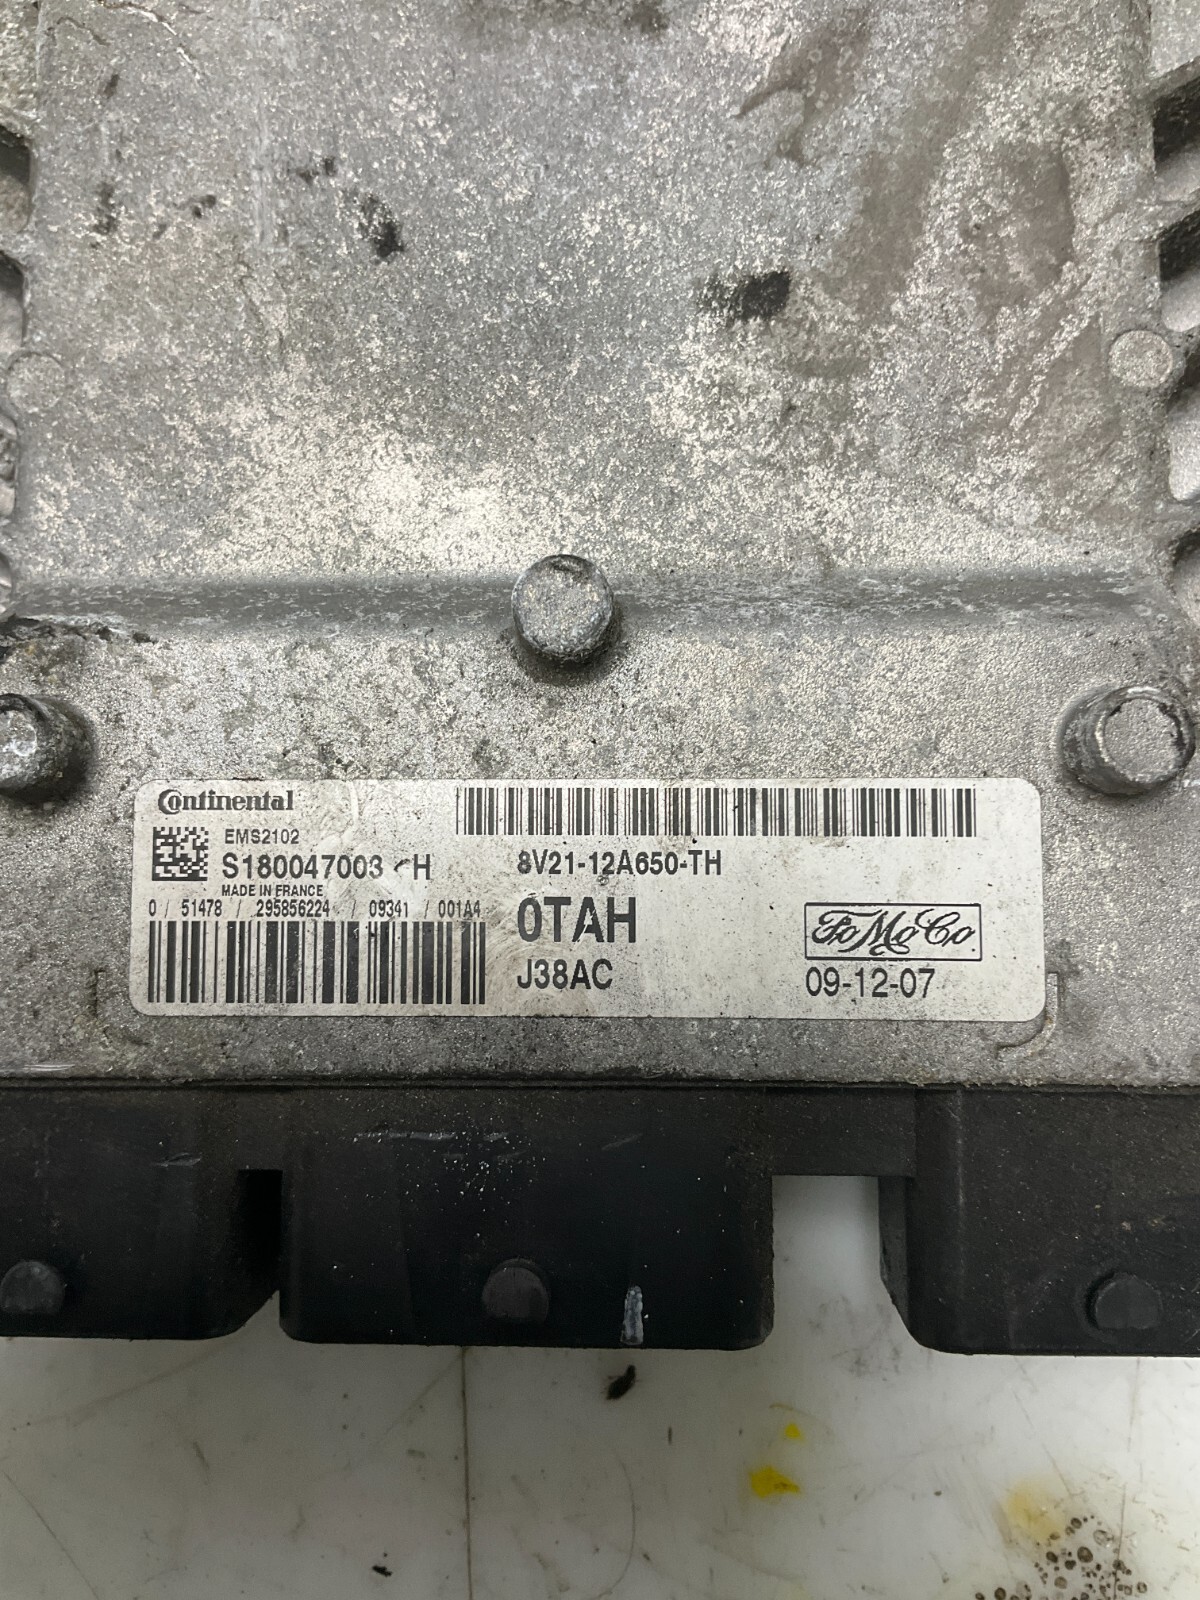 Continental
EMS2102
S180047003 H
MADE IN FRANCE
0 / 51478 / 295856224 / 09341 / 001A4
8V21-12A650-TH
0TAH
J38AC
FoMoCo
09-12-07